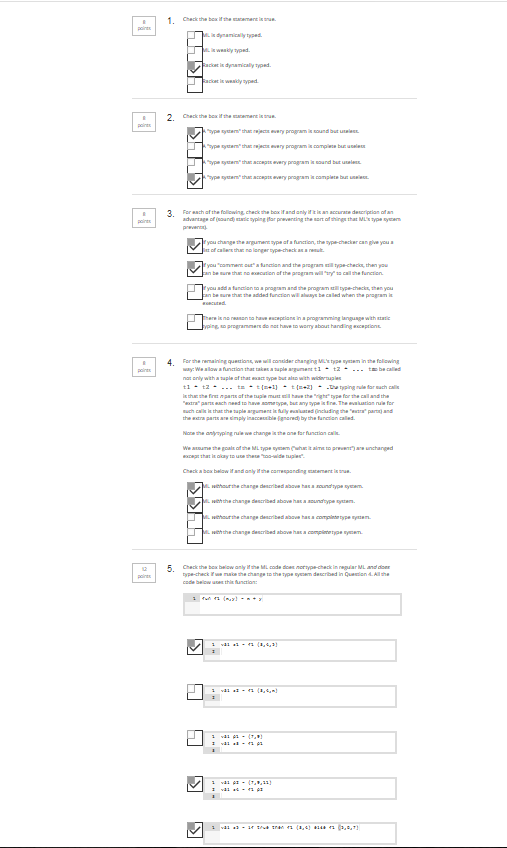 8
points
1.
Check the box if the statement is true.
ML is dynamically typed.
ML is weakly typed.
Racket is dynamically typed.
Racket is weakly typed.
8
points
2.
Check the box if the statement is true.
A "type system" that rejects every program is sound but useless.
A "type system" that rejects every program is complete but useless
A "type system" that accepts every program is sound but useless.
A "type system" that accepts every program is complete but useless.
8
points
3.
For each of the following, check the box if and only if it is an accurate description of an
advantage of (sound) static typing (for preventing the sort of things that ML's type system
prevents).
If you change the argument type of a function, the type-checker can give you a
list of callers that no longer type-check as a result.
If you "comment out" a function and the program still type-checks, then you
can be sure that no execution of the program will "try" to call the function.
If you add a function to a program and the program still type-checks, then you
can be sure that the added function will always be called when the program is
executed.
There is no reason to have exceptions in a programming language with static
typing, so programmers do not have to worry about handling exceptions.
8
points
4.
For the remaining questions, we will consider changing ML's type system in the following
way: We allow a function that takes a tuple argument t1 * t2 * ... tm to be called
not only with a tuple of that exact type but also with wider tuples
t1 * t2 * ... tm * t(m+1) * t(m+2) * . The typing rule for such calls
is that the first m parts of the tuple must still have the "right" type for the call and the
"extra" parts each need to have some type, but any type is fine. The evaluation rule for
such calls is that the tuple argument is fully evaluated (including the "extra" parts) and
the extra parts are simply inaccessible (ignored) by the function called.
Note the only typing rule we change is the one for function calls.
We assume the goals of the ML type system ("what it aims to prevent") are unchanged
except that is okay to use these "too-wide tuples".
Check a box below if and only if the corresponding statement is true.
ML without the change described above has a sound type system.
ML with the change described above has a sound type system.
ML without the change described above has a complete type system.
ML with the change described above has a complete type system.
12
points
5.
Check the box below only if the ML code does not type-check in regular ML and does
type-check if we make the change to the type system described in Question 4. All the
code below uses this function:
1 fun f1 (x,y) = x + y
1 val x1 = f1 (3,4,5)
2
1 val x2 = f1
2
1 val p1 = (7,9)
2 val x3 = f1 p1
3
1 val p2 = (7,9,11)
2 val x4 = f1 p2
3
1 val x5 = if true then f1 (3,4) else f1